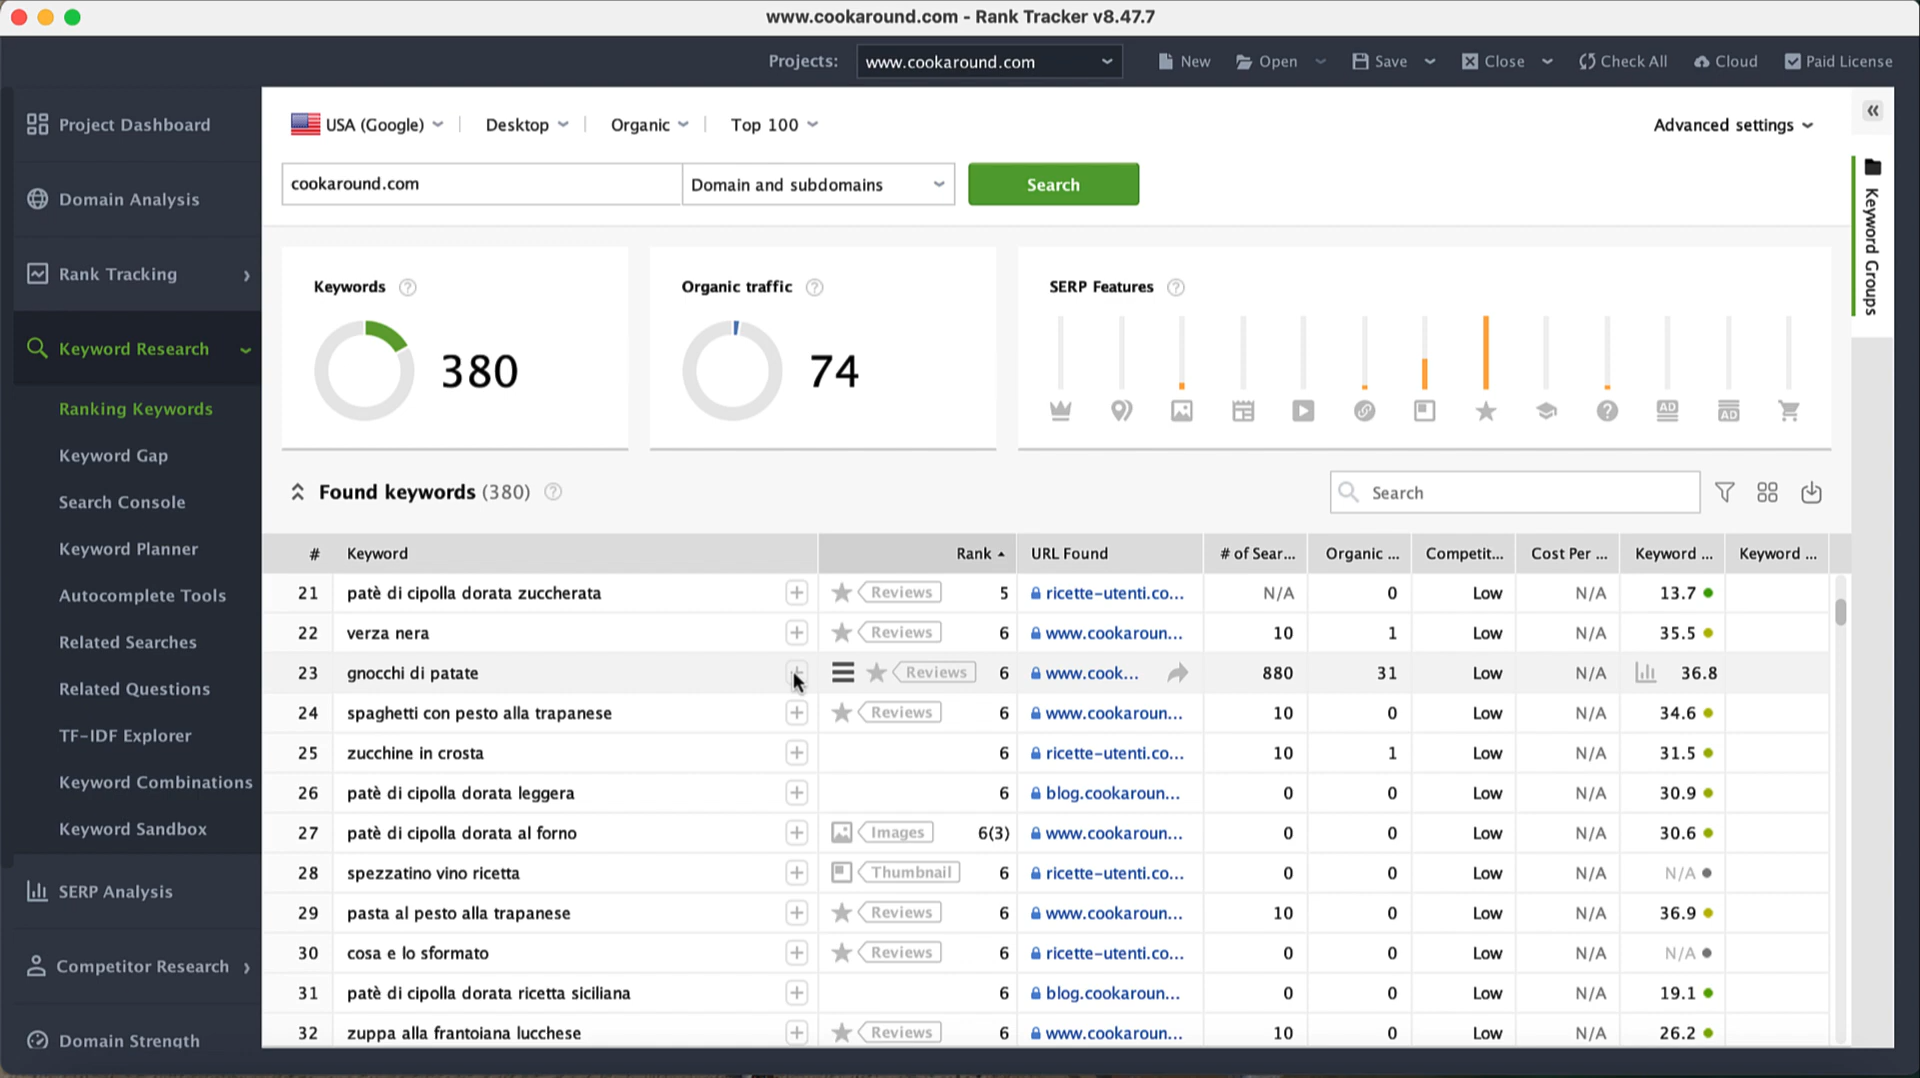 www.cookaround.com - Rank Tracker v8.47.7
Projects: www.cookaround.com New Open Save Close Check All Cloud Paid License
Project Dashboard
Domain Analysis
Rank Tracking
Keyword Research
Ranking Keywords
Keyword Gap
Search Console
Keyword Planner
Autocomplete Tools
Related Searches
Related Questions
TF-IDF Explorer
Keyword Combinations
Keyword Sandbox
SERP Analysis
Competitor Research
Domain Strength
USA (Google) Desktop Organic Top 100 Advanced settings
cookaround.com Domain and subdomains Search
Keywords ? Organic traffic ? SERP Features ?
380 74
AD AD
Found keywords (380) ? Search
Keyword Groups
# Keyword Rank URL Found # of Sear... Organic ... Competit... Cost Per ... Keyword ... Keyword ...
21 patè di cipolla dorata zuccherata Reviews 5 ricette-utenti.co... N/A 0 Low N/A 13.7
22 verza nera Reviews 6 www.cookaroun... 10 1 Low N/A 35.5
23 gnocchi di patate Reviews 6 www.cook... 880 31 Low N/A 36.8
24 spaghetti con pesto alla trapanese Reviews 6 www.cookaroun... 10 0 Low N/A 34.6
25 zucchine in crosta 6 ricette-utenti.co... 10 1 Low N/A 31.5
26 patè di cipolla dorata leggera 6 blog.cookaroun... 0 0 Low N/A 30.9
27 patè di cipolla dorata al forno Images 6(3) www.cookaroun... 0 0 Low N/A 30.6
28 spezzatino vino ricetta Thumbnail 6 ricette-utenti.co... 0 0 Low N/A N/A
29 pasta al pesto alla trapanese Reviews 6 www.cookaroun... 10 0 Low N/A 36.9
30 cosa e lo sformato Reviews 6 ricette-utenti.co... 0 0 Low N/A N/A
31 patè di cipolla dorata ricetta siciliana 6 blog.cookaroun... 0 0 Low N/A 19.1
32 zuppa alla frantoiana lucchese Reviews 6 www.cookaroun... 10 0 Low N/A 26.2